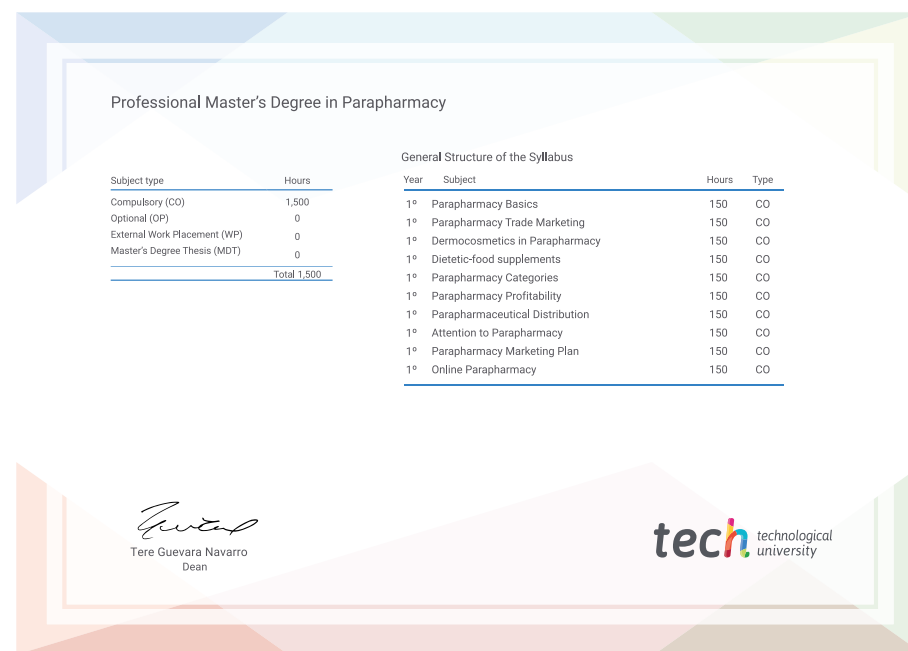 Professional Master's Degree in Parapharmacy
Subject type Hours
Compulsory (CO) 1,500
Optional (OP) 0
External Work Placement (WP) 0
Master's Degree Thesis (MDT) 0
Total 1,500
General Structure of the Syllabus
Year Subject Hours Type
1º Parapharmacy Basics 150 CO
1º Parapharmacy Trade Marketing 150 CO
1º Dermocosmetics in Parapharmacy 150 CO
1º Dietetic-food supplements 150 CO
1º Parapharmacy Categories 150 CO
1º Parapharmacy Profitability 150 CO
1º Parapharmaceutical Distribution 150 CO
1º Attention to Parapharmacy 150 CO
1º Parapharmacy Marketing Plan 150 CO
1º Online Parapharmacy 150 CO
Tere Guevara Navarro
Dean
tech technological
university